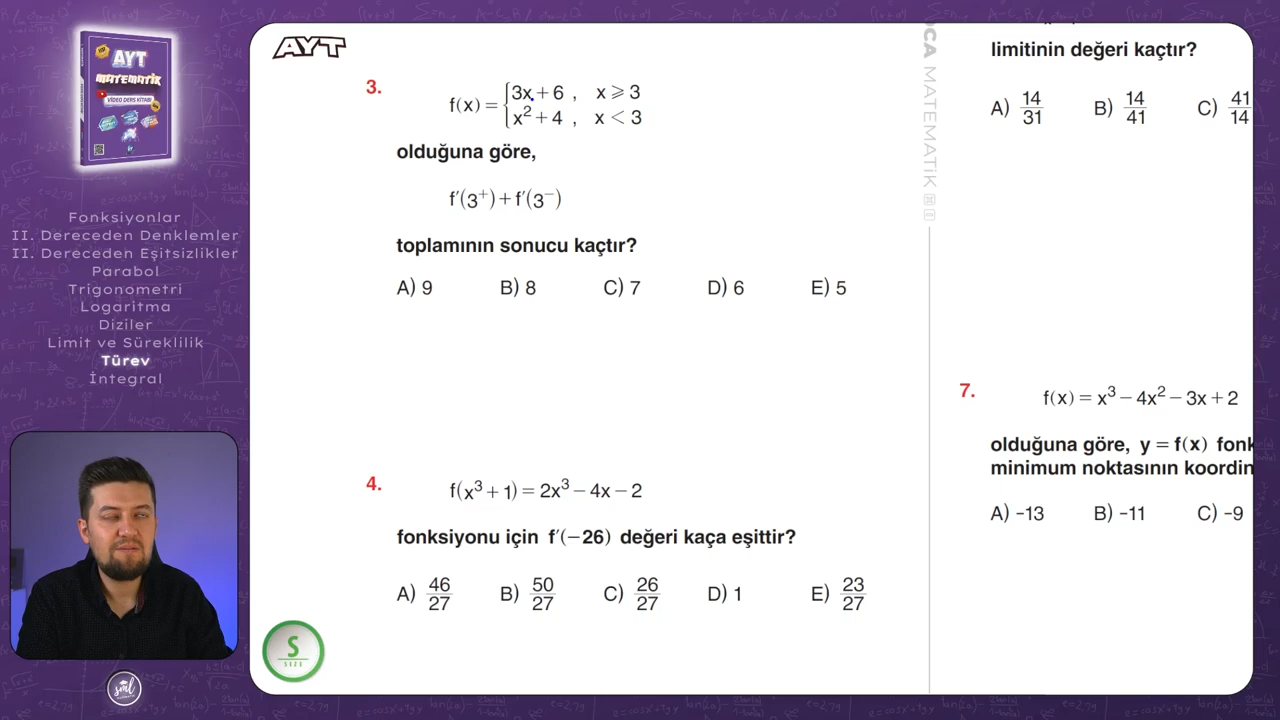 AYT
MATEMATİK
VİDEO DERS KİTABI
Fonksiyonlar
II. Dereceden Denklemler
II. Dereceden Eşitsizlikler
Parabol
Trigonometri
Logaritma
Diziler
Limit ve Süreklilik
Türev
İntegral
sml
AYT
3.
f(x) = { 3x + 6 , x ⩾ 3
x² + 4 , x < 3
olduğuna göre,
f′(3⁺) + f′(3⁻)
toplamının sonucu kaçtır?
A) 9 B) 8 C) 7 D) 6 E) 5
4.
f(x³ + 1) = 2x³ − 4x − 2
fonksiyonu için f′(−26) değeri kaça eşittir?
A) 46/27 B) 50/27 C) 26/27 D) 1 E) 23/27
S
SIZE
OCA MATEMATİK
limitinin değeri kaçtır?
A) 14/31 B) 14/41 C) 41/14
7.
f(x) = x³ − 4x² − 3x + 2
olduğuna göre, y = f(x) fonk
minimum noktasının koordin
A) −13 B) −11 C) −9